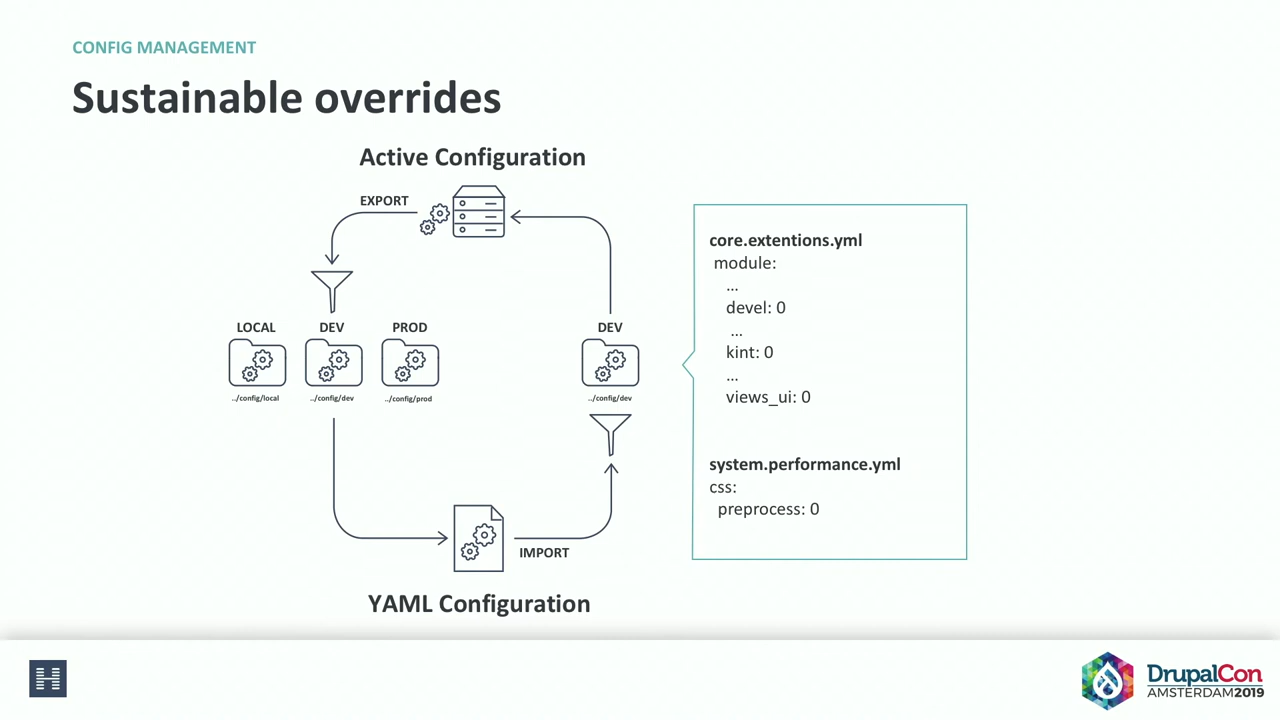 CONFIG MANAGEMENT
Sustainable overrides
Active Configuration
EXPORT
LOCAL
DEV
PROD
../config/local
../config/dev
../config/prod
DEV
../config/dev
IMPORT
YAML Configuration
core.extentions.yml
module:
...
devel: 0
...
kint: 0
...
views_ui: 0
system.performance.yml
css:
preprocess: 0
H
DrupalCon
AMSTERDAM2019